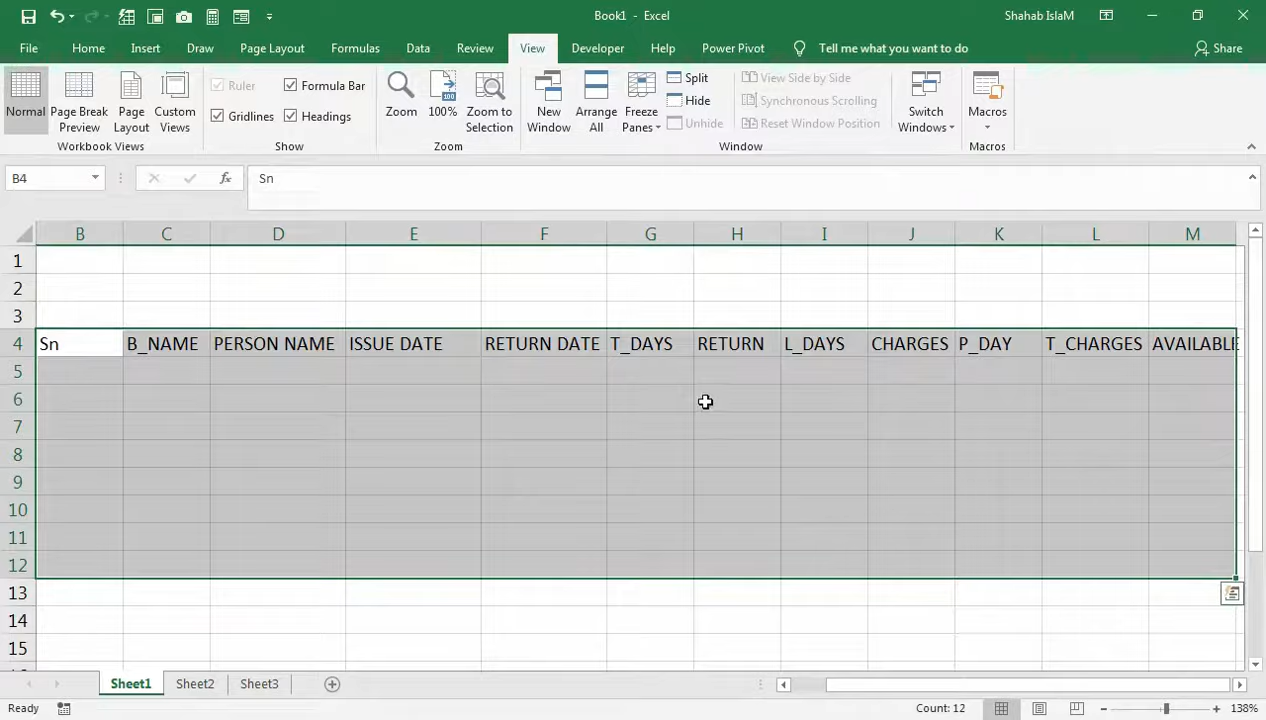 Book1 - Excel
Shahab IslaM
File Home Insert Draw Page Layout Formulas Data Review View Developer Help Power Pivot Tell me what you want to do Share
Normal
Page Break Preview
Page Layout
Custom Views
Workbook Views
Ruler
Formula Bar
Gridlines
Headings
Show
Zoom
100%
Zoom to Selection
Zoom
New Window
Arrange All
Freeze Panes
Split
Hide
Unhide
View Side by Side
Synchronous Scrolling
Reset Window Position
Window
Switch Windows
Macros
Macros
B4 fx Sn
B C D E F G H I J K L M
1
2
3
4 Sn B_NAME PERSON NAME ISSUE DATE RETURN DATE T_DAYS RETURN L_DAYS CHARGES P_DAY T_CHARGES AVAILABLE
5
6
7
8
9
10
11
12
13
14
15
Sheet1 Sheet2 Sheet3
Ready Count: 12 138%